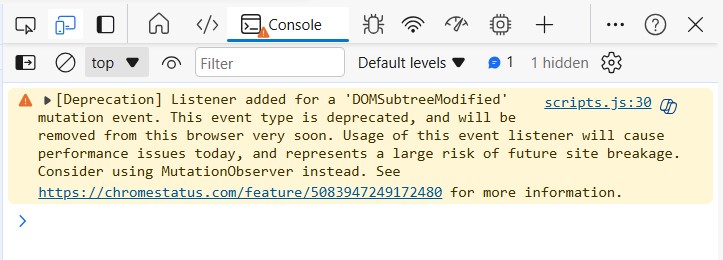 Console
top
Filter
Default levels
1
1 hidden
[Deprecation] Listener added for a 'DOMSubtreeModified' scripts.js:30
mutation event. This event type is deprecated, and will be
removed from this browser very soon. Usage of this event listener will cause
performance issues today, and represents a large risk of future site breakage.
Consider using MutationObserver instead. See
https://chromestatus.com/feature/5083947249172480 for more information.